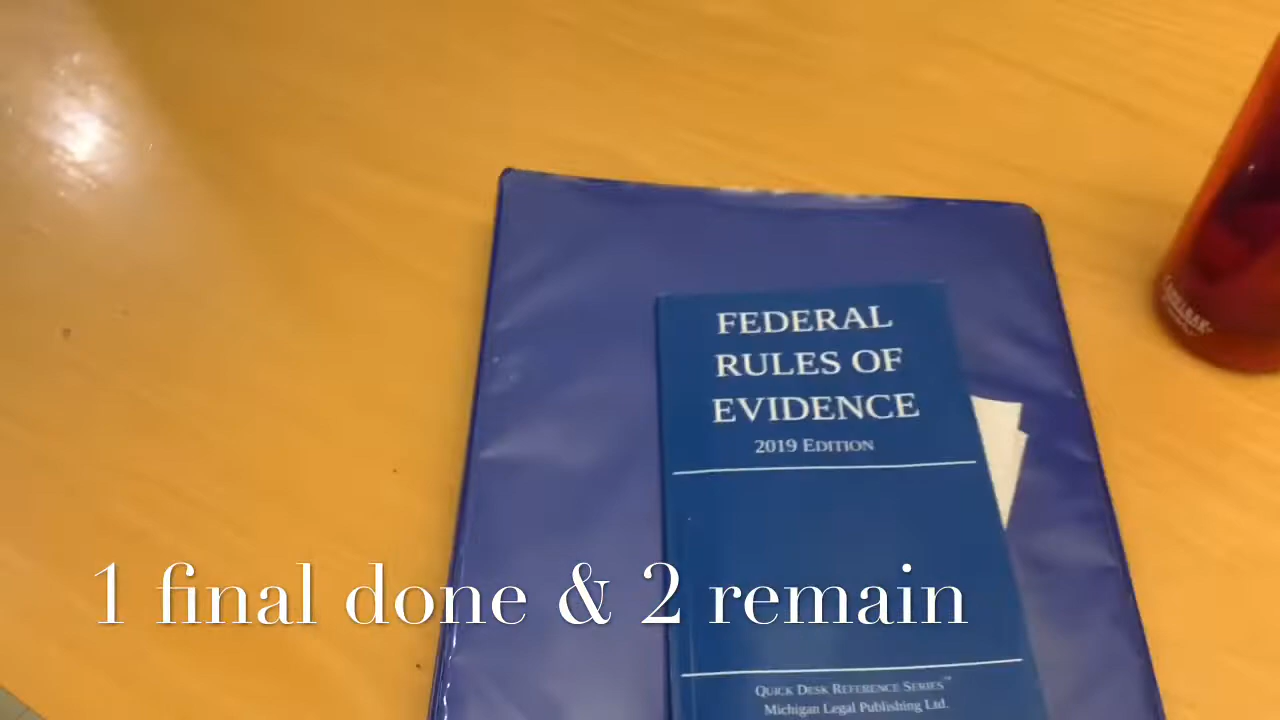 FEDERAL
RULES OF
EVIDENCE
2019 EDITION
1 final done & 2 remain
QUICK DESK REFERENCE SERIES™
Michigan Legal Publishing Ltd.
CAMELBAK